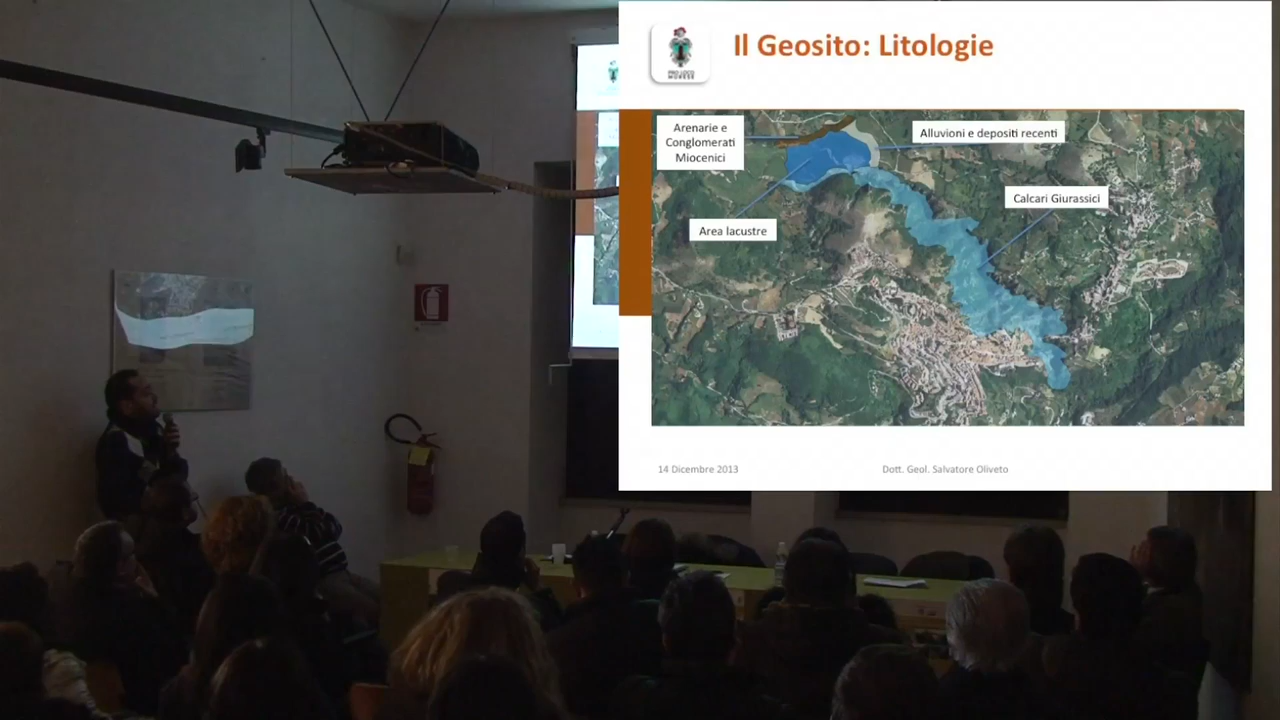 Il Geosito: Litologie
Arenarie e
Conglomerati
Miocenici
Alluvioni e depositi recenti
Calcari Giurassici
Area lacustre
14 Dicembre 2013
Dott. Geol. Salvatore Oliveto